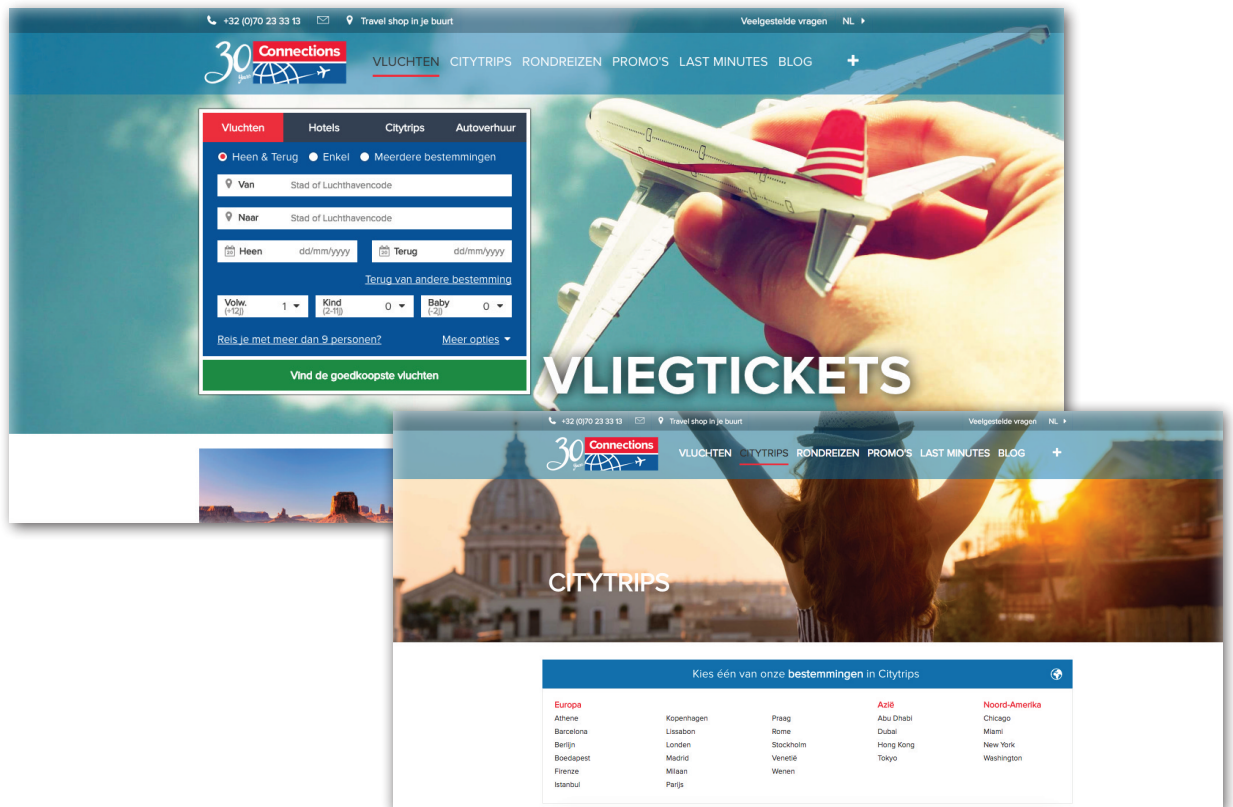 +32 (0)70 23 33 13 Travel shop in je buurt Veelgestelde vragen NL
30 Years Connections
VLUCHTEN CITYTRIPS RONDREIZEN PROMO'S LAST MINUTES BLOG +
Vluchten Hotels Citytrips Autoverhuur
Heen & Terug Enkel Meerdere bestemmingen
Van Stad of Luchthavencode
Naar Stad of Luchthavencode
Heen dd/mm/yyyy Terug dd/mm/yyyy
Terug van andere bestemming
Volw. 1 Kind 0 Baby 0
(+12j) (2-11j) (-2j)
Reis je met meer dan 9 personen? Meer opties
Vind de goedkoopste vluchten
VLIEGTICKETS
+32 (0)70 23 33 13 Travel shop in je buurt Veelgestelde vragen NL
30 Years Connections
VLUCHTEN CITYTRIPS RONDREIZEN PROMO'S LAST MINUTES BLOG +
CITYTRIPS
Kies één van onze bestemmingen in Citytrips
Europa Azië Noord-Amerika
Athene Kopenhagen Praag Abu Dhabi Chicago
Barcelona Lissabon Rome Dubai Miami
Berlijn Londen Stockholm Hong Kong New York
Boedapest Madrid Venetië Tokyo Washington
Firenze Milaan Wenen
Istanbul Parijs